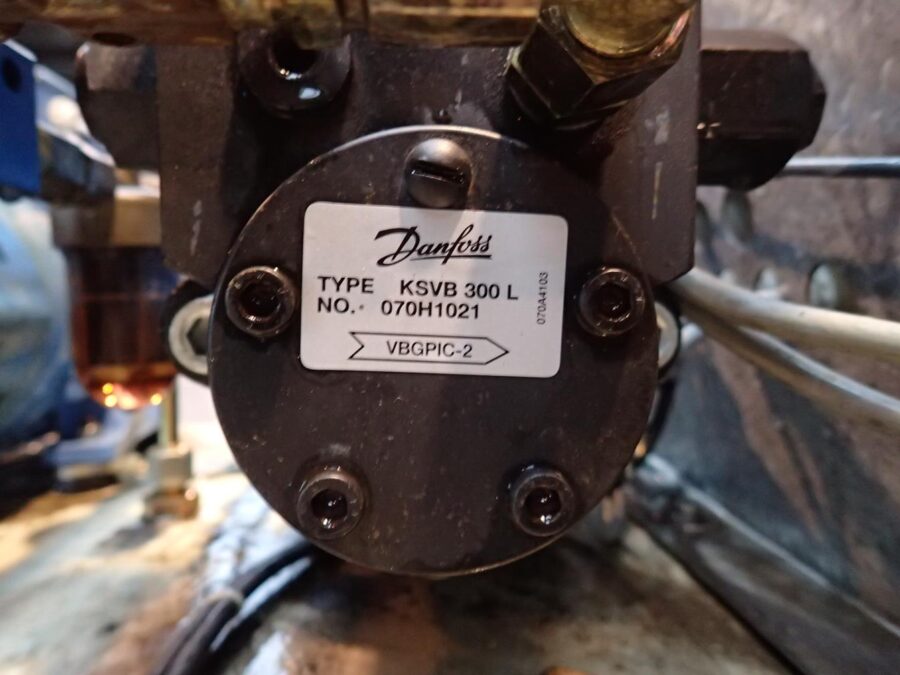 Danfoss
TYPE KSVB 300 L
NO. 070H1021
070A4103
VBGPIC-2